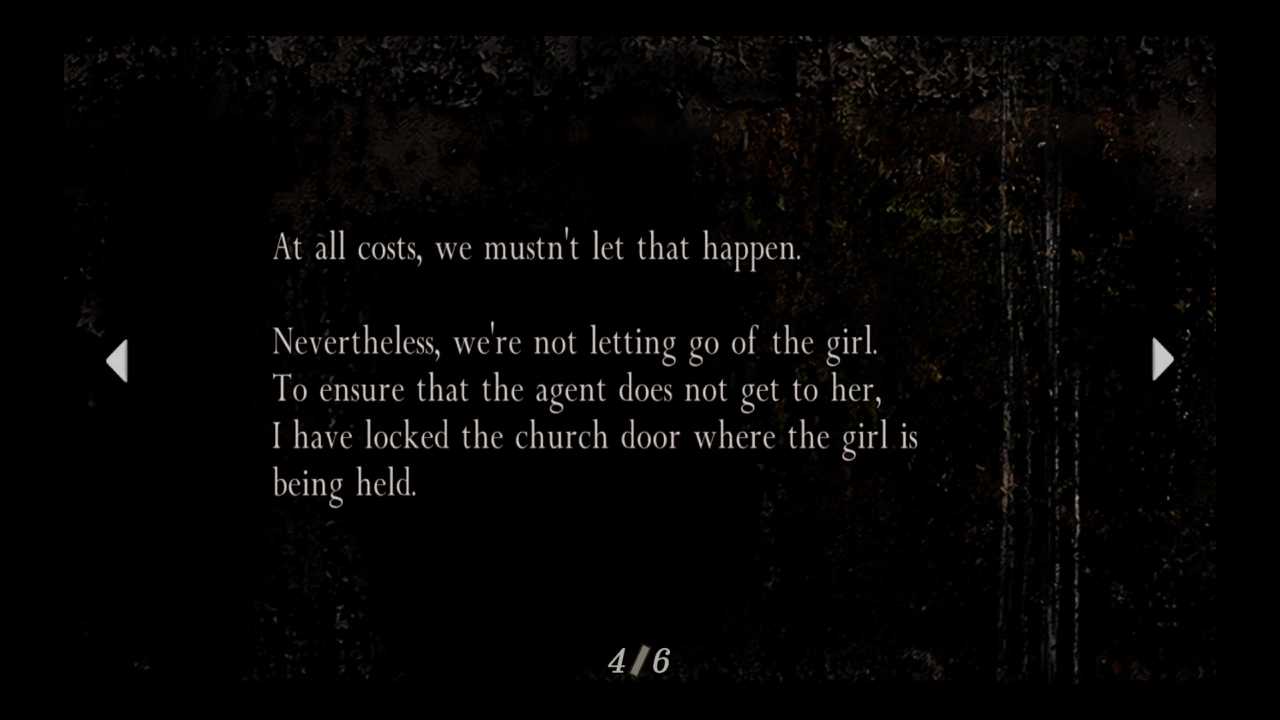 At all costs, we mustn't let that happen.
Nevertheless, we're not letting go of the girl.
To ensure that the agent does not get to her,
I have locked the church door where the girl is
being held.
4/6